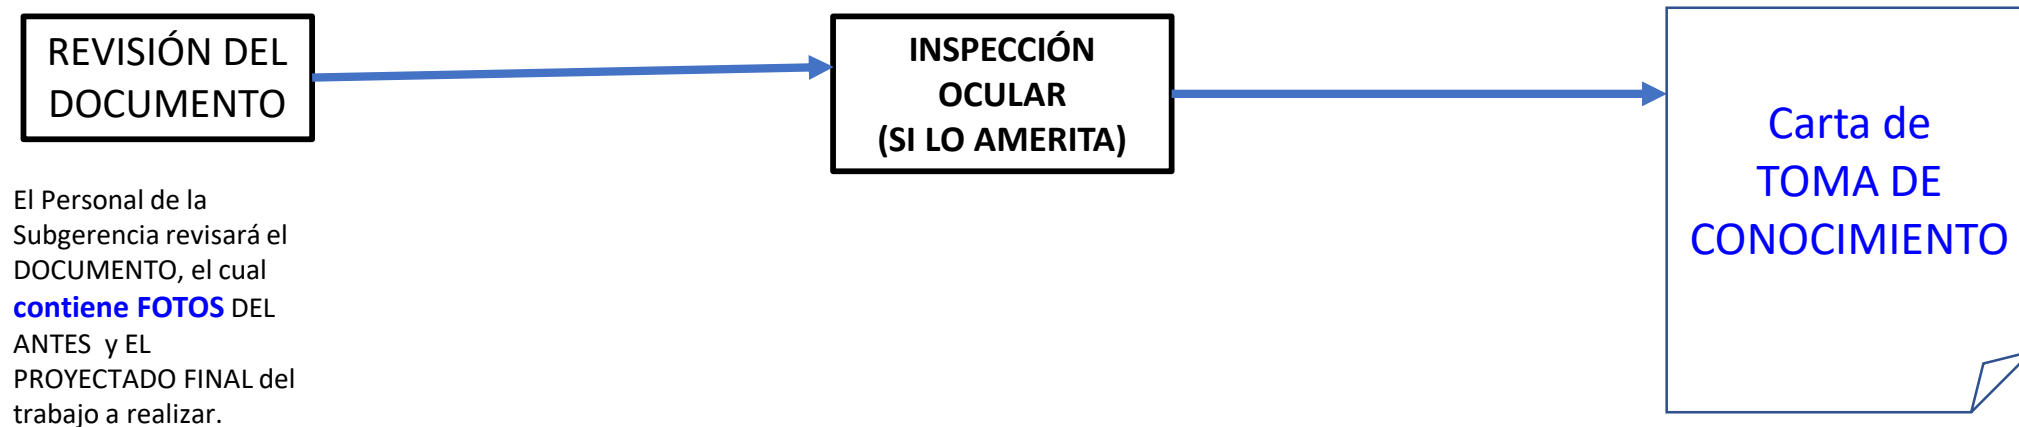 REVISIÓN DEL
DOCUMENTO
El Personal de la
Subgerencia revisará el
DOCUMENTO, el cual
contiene FOTOS DEL
ANTES y EL
PROYECTADO FINAL del
trabajo a realizar.
INSPECCIÓN
OCULAR
(SI LO AMERITA)
Carta de
TOMA DE
CONOCIMIENTO